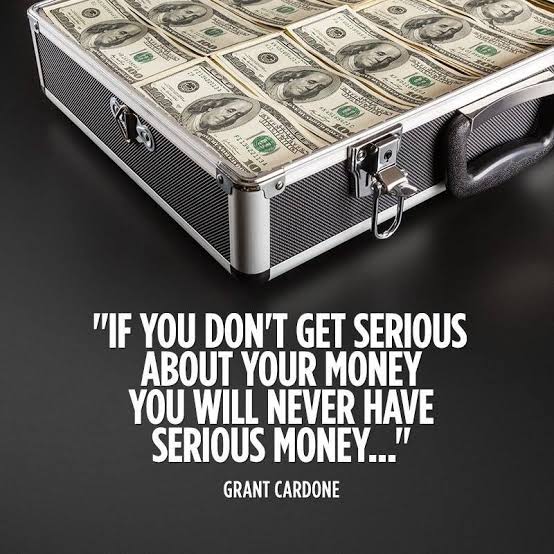 "IF YOU DON'T GET SERIOUS
ABOUT YOUR MONEY
YOU WILL NEVER HAVE
SERIOUS MONEY..."
GRANT CARDONE